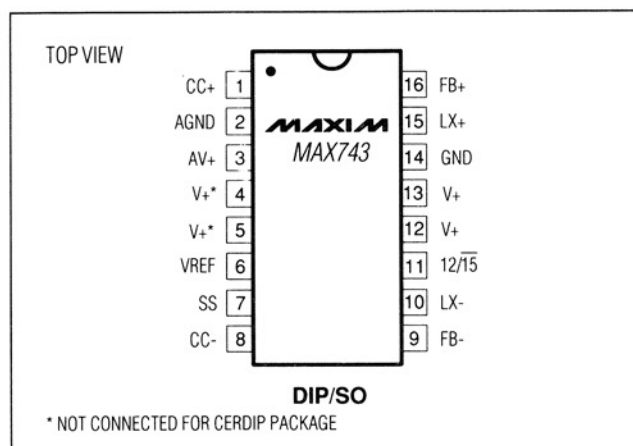 TOP VIEW
CC+ 1
AGND 2
AV+ 3
V+* 4
V+* 5
VREF 6
SS 7
CC- 8
MAXIM
MAX743
16 FB+
15 LX+
14 GND
13 V+
12 V+
11 12/1̅5̅
10 LX-
9 FB-
DIP/SO
* NOT CONNECTED FOR CERDIP PACKAGE